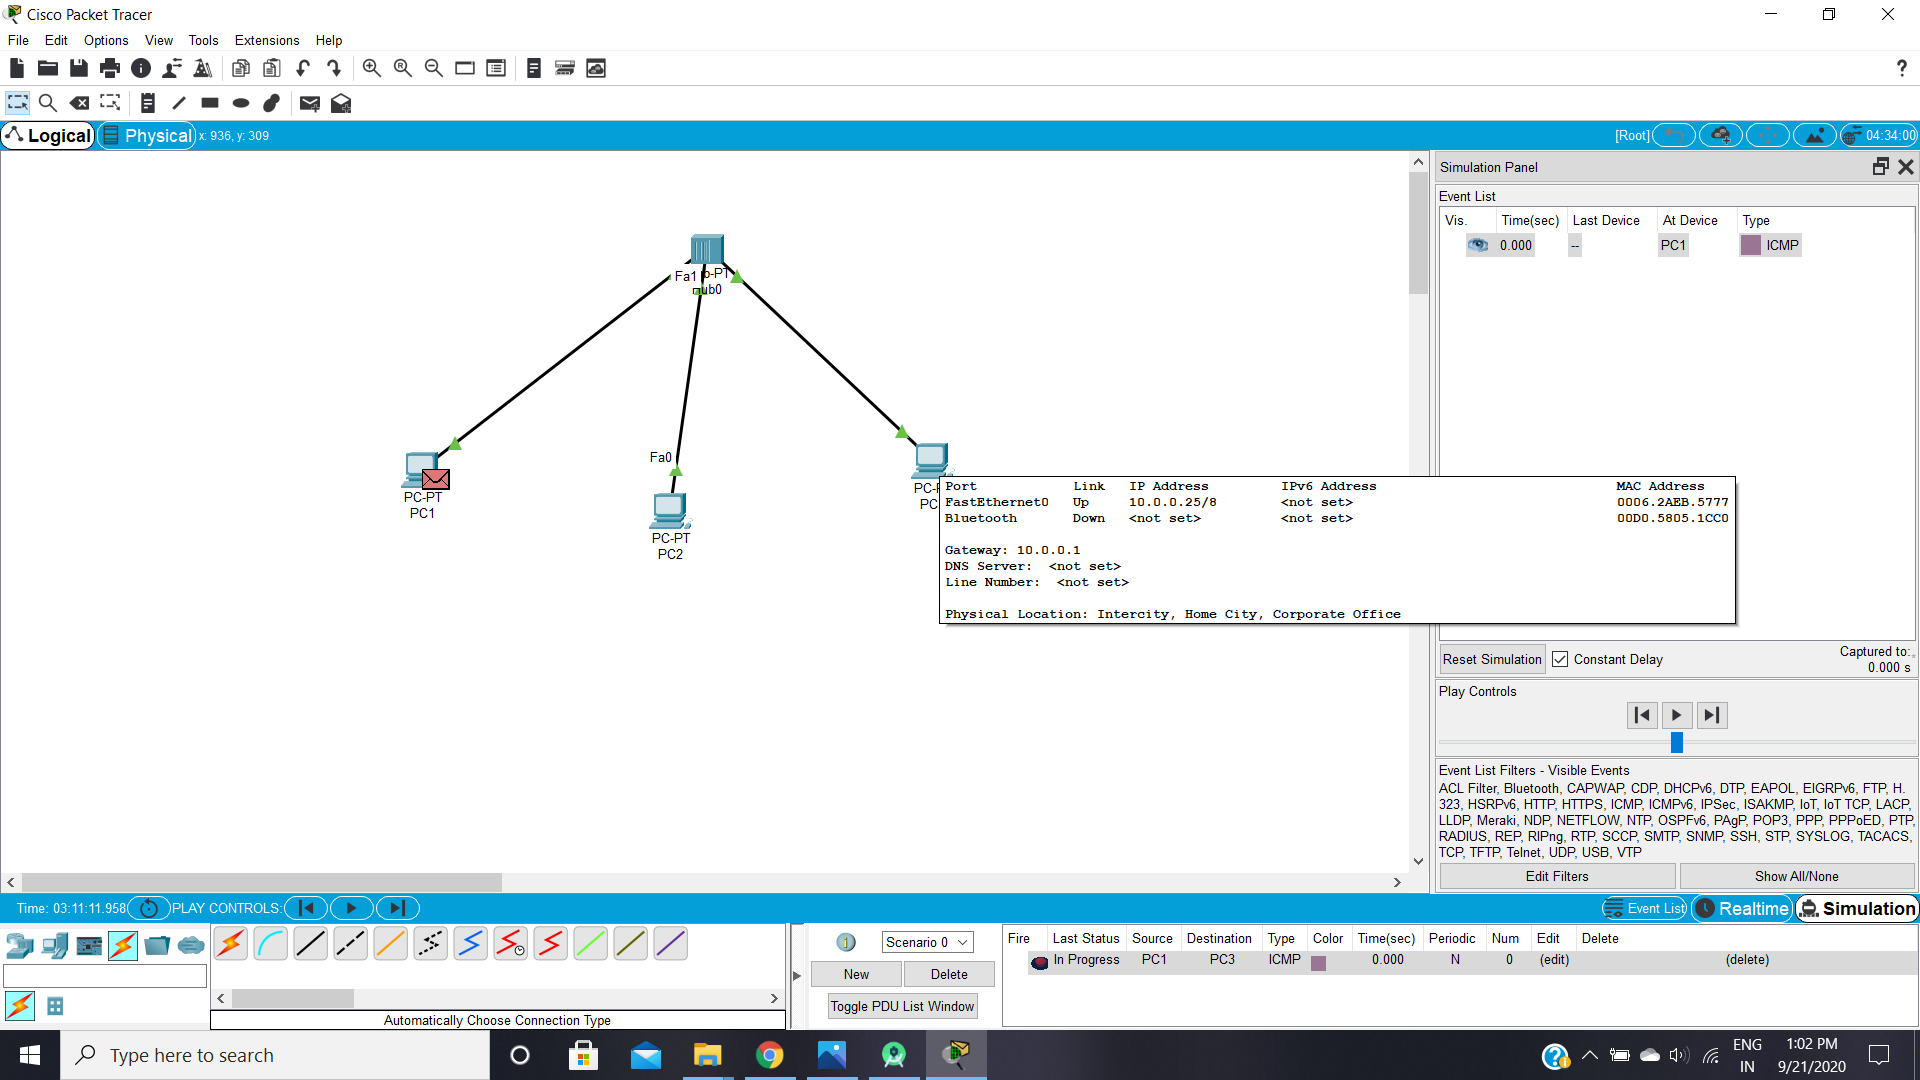 Cisco Packet Tracer
File Edit Options View Tools Extensions Help
?
Logical Physical x: 936, y: 309 [Root] 04:34:00
Simulation Panel
Event List
Vis. Time(sec) Last Device At Device Type
0.000 -- PC1 ICMP
Fa1
-PT
ub0
Fa0
PC-PT
PC1
PC-PT
PC2
PC-
PC
Port Link IP Address IPv6 Address MAC Address
FastEthernet0 Up 10.0.0.25/8 <not set> 0006.2AEB.5777
Bluetooth Down <not set> <not set> 00D0.5805.1CC0
Gateway: 10.0.0.1
DNS Server: <not set>
Line Number: <not set>
Physical Location: Intercity, Home City, Corporate Office
Reset Simulation Constant Delay Captured to:
0.000 s
Play Controls
Event List Filters - Visible Events
ACL Filter, Bluetooth, CAPWAP, CDP, DHCPv6, DTP, EAPOL, EIGRPv6, FTP, H.
323, HSRPv6, HTTP, HTTPS, ICMP, ICMPv6, IPSec, ISAKMP, IoT, IoT TCP, LACP,
LLDP, Meraki, NDP, NETFLOW, NTP, OSPFv6, PAgP, POP3, PPP, PPPoED, PTP,
RADIUS, REP, RIPng, RTP, SCCP, SMTP, SNMP, SSH, STP, SYSLOG, TACACS,
TCP, TFTP, Telnet, UDP, USB, VTP
Edit Filters Show All/None
Time: 03:11:11.958 PLAY CONTROLS: Event List Realtime Simulation
Scenario 0
New Delete
Toggle PDU List Window
Fire Last Status Source Destination Type Color Time(sec) Periodic Num Edit Delete
In Progress PC1 PC3 ICMP 0.000 N 0 (edit) (delete)
Automatically Choose Connection Type
Type here to search
ENG
IN
1:02 PM
9/21/2020